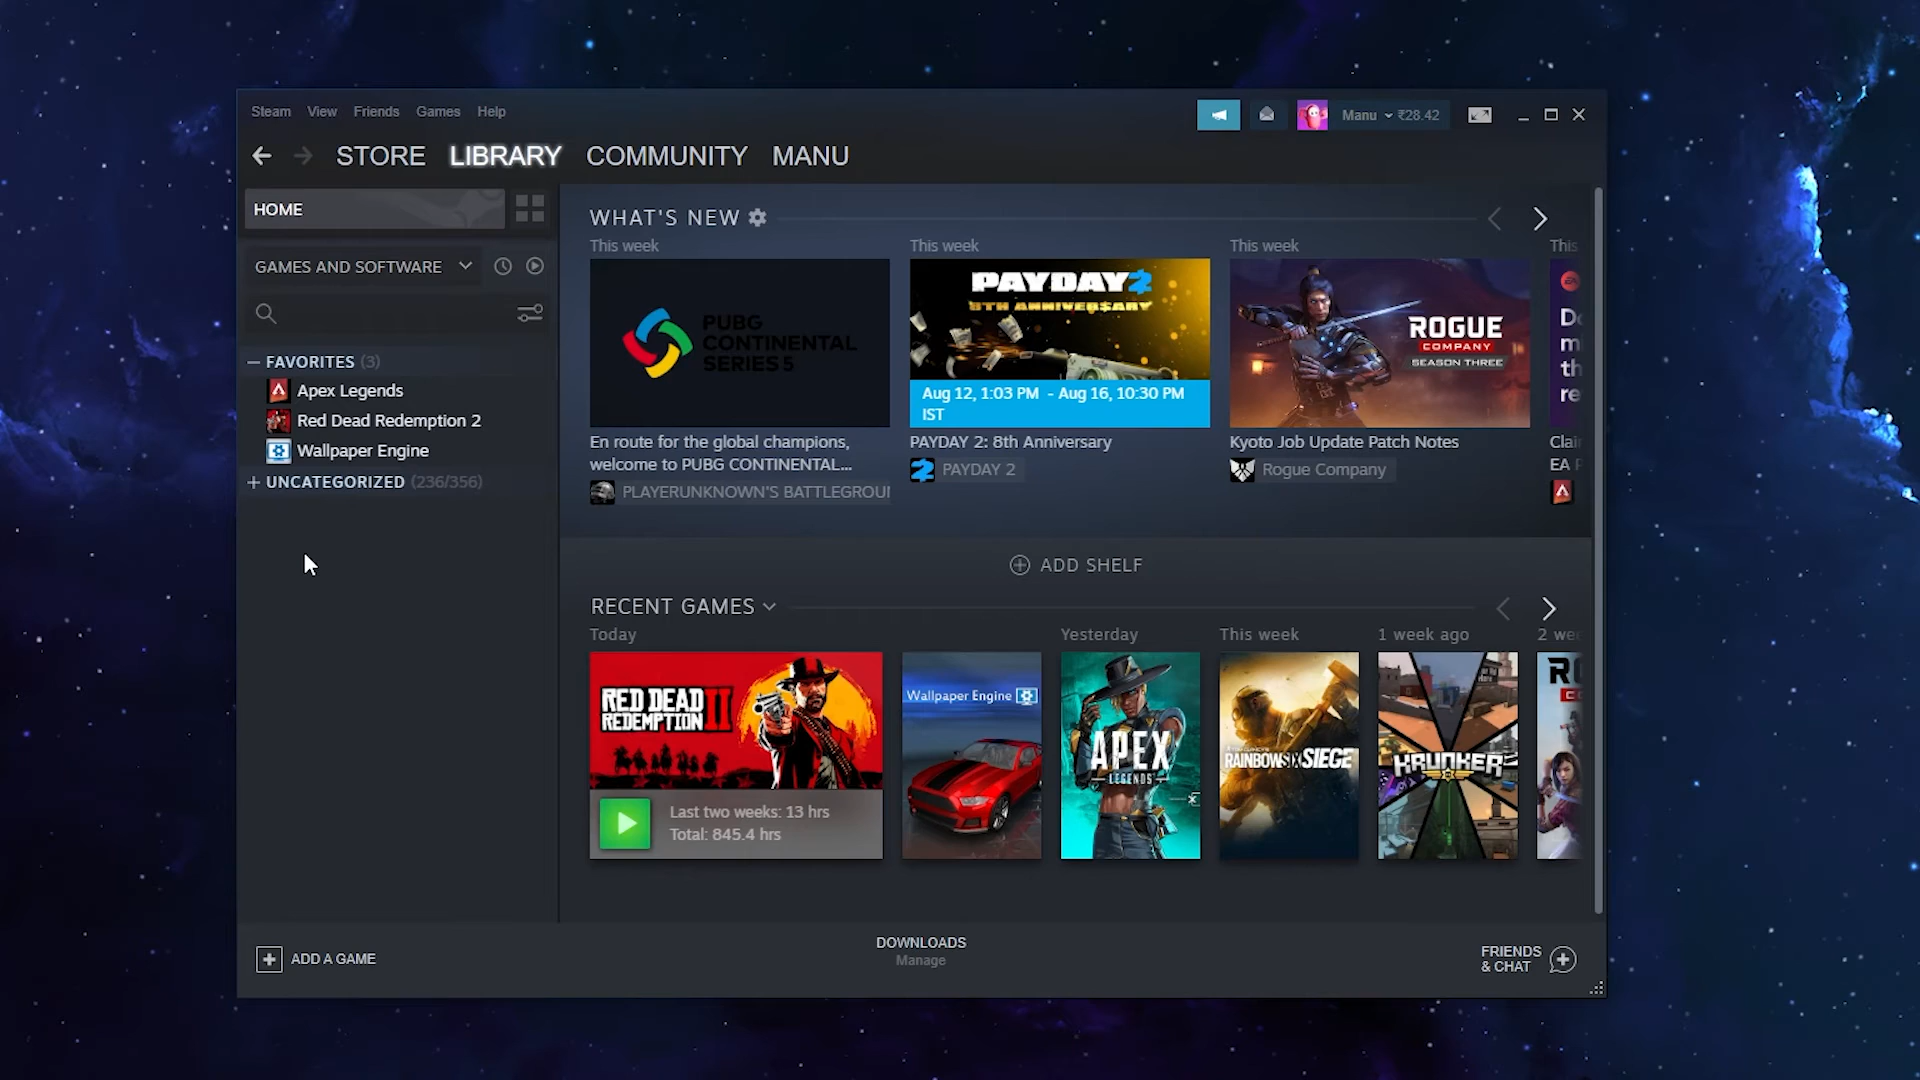 Steam View Friends Games Help
Manu ₹28.42
STORE LIBRARY COMMUNITY MANU
HOME
GAMES AND SOFTWARE
FAVORITES (3)
Apex Legends
Red Dead Redemption 2
Wallpaper Engine
UNCATEGORIZED (236/356)
WHAT'S NEW
This week
PUBG
CONTINENTAL
SERIES 5
En route for the global champions,
welcome to PUBG CONTINENTAL...
PLAYERUNKNOWN'S BATTLEGROU
This week
PAYDAY 2
8TH ANNIVER$ARY
Aug 12, 1:03 PM - Aug 16, 10:30 PM
IST
PAYDAY 2: 8th Anniversary
PAYDAY 2
This week
ROGUE
COMPANY
SEASON THREE
Kyoto Job Update Patch Notes
Rogue Company
This
ADD SHELF
RECENT GAMES
Today
RED DEAD
REDEMPTION II
Last two weeks: 13 hrs
Total: 845.4 hrs
Wallpaper Engine
Yesterday
APEX
LEGENDS
This week
RAINBOW SIX SIEGE
1 week ago
KRUNKER
ADD A GAME
DOWNLOADS
Manage
FRIENDS
& CHAT